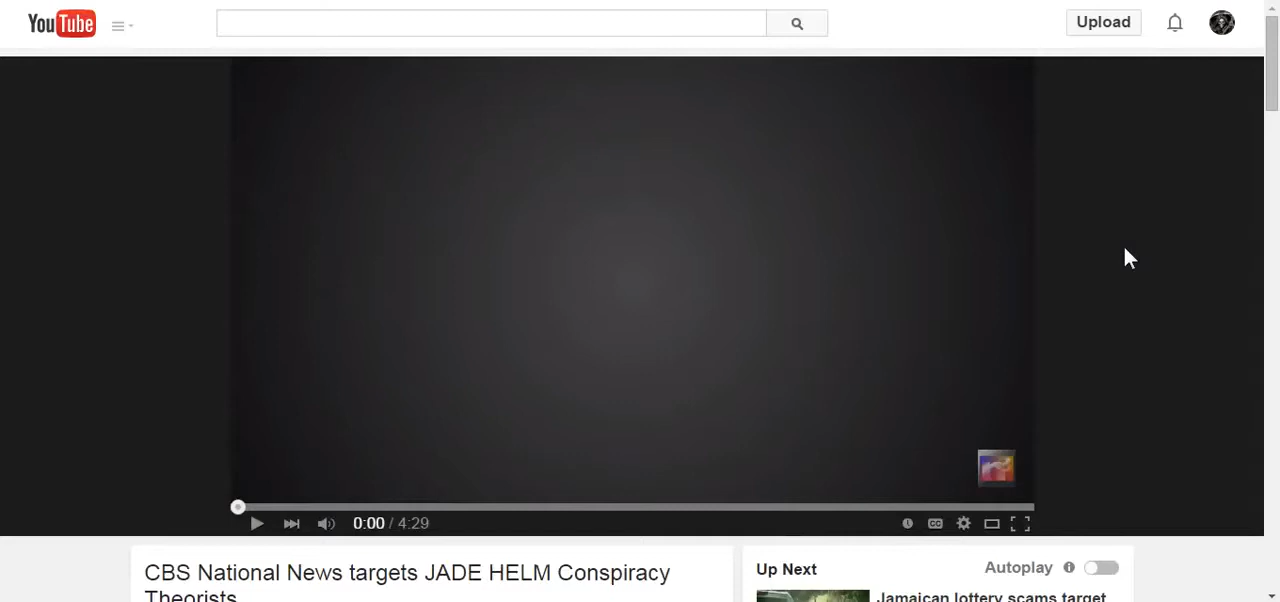 YouTube
Upload
0:00 / 4:29
CC
CBS National News targets JADE HELM Conspiracy
Theorists
Up Next
Autoplay
Jamaican lottery scams target